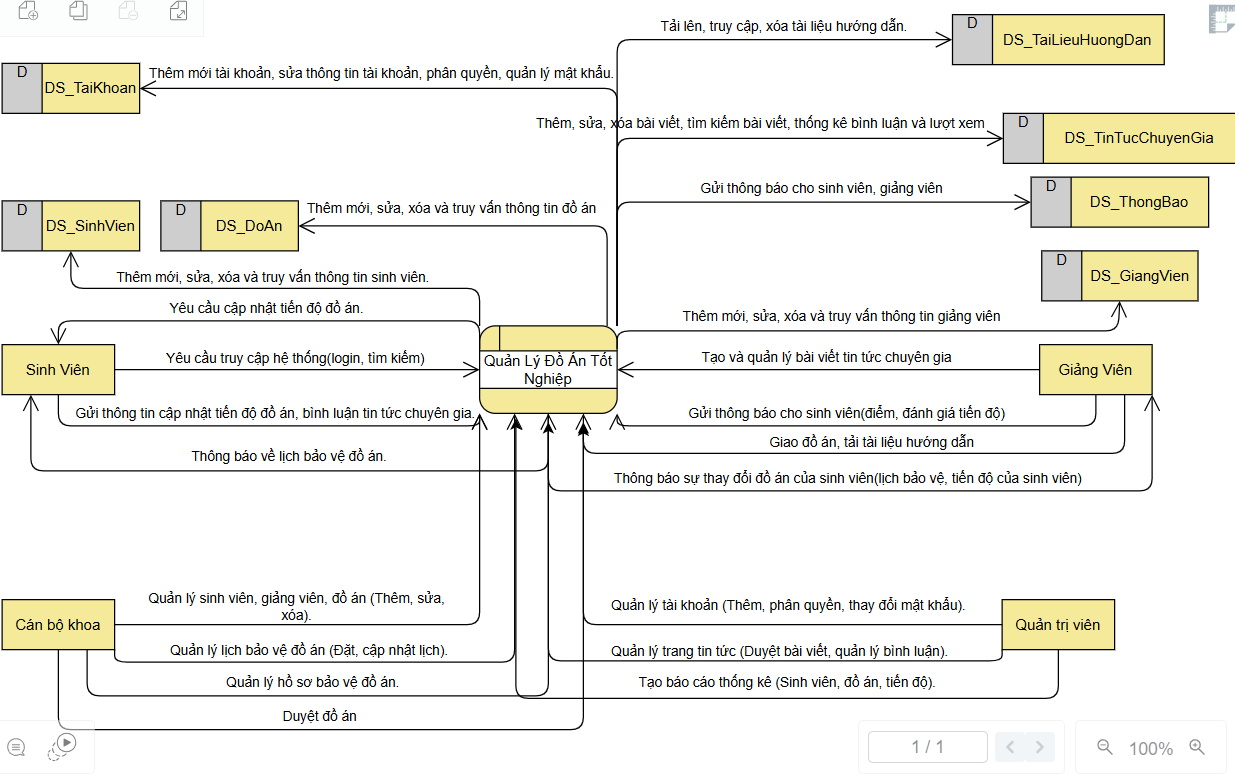 Tải lên, truy cập, xóa tài liệu hướng dẫn.
D
DS_TaiLieuHuongDan
D
DS_TaiKhoan
Thêm mới tài khoản, sửa thông tin tài khoản, phân quyền, quản lý mật khẩu.
Thêm, sửa, xóa bài viết, tìm kiếm bài viết, thống kê bình luận và lượt xem
D
DS_TinTucChuyenGia
Gửi thông báo cho sinh viên, giảng viên
D
DS_ThongBao
D
DS_SinhVien
D
DS_DoAn
Thêm mới, sửa, xóa và truy vấn thông tin đồ án
D
DS_GiangVien
Thêm mới, sửa, xóa và truy vấn thông tin sinh viên.
Yêu cầu cập nhật tiến độ đồ án.
Thêm mới, sửa, xóa và truy vấn thông tin giảng viên
Sinh Viên
Yêu cầu truy cập hệ thống(login, tìm kiếm)
Quản Lý Đồ Án Tốt
Nghiệp
Tạo và quản lý bài viết tin tức chuyên gia
Giảng Viên
Gửi thông tin cập nhật tiến độ đồ án, bình luận tin tức chuyên gia.
Gửi thông báo cho sinh viên(điểm, đánh giá tiến độ)
Giao đồ án, tải tài liệu hướng dẫn
Thông báo về lịch bảo vệ đồ án.
Thông báo sự thay đổi đồ án của sinh viên(lịch bảo vệ, tiến độ của sinh viên)
Cán bộ khoa
Quản lý sinh viên, giảng viên, đồ án (Thêm, sửa,
xóa).
Quản lý tài khoản (Thêm, phân quyền, thay đổi mật khẩu).
Quản trị viên
Quản lý lịch bảo vệ đồ án (Đặt, cập nhật lịch).
Quản lý trang tin tức (Duyệt bài viết, quản lý bình luận).
Quản lý hồ sơ bảo vệ đồ án.
Tạo báo cáo thống kê (Sinh viên, đồ án, tiến độ).
Duyệt đồ án
1 / 1
100%